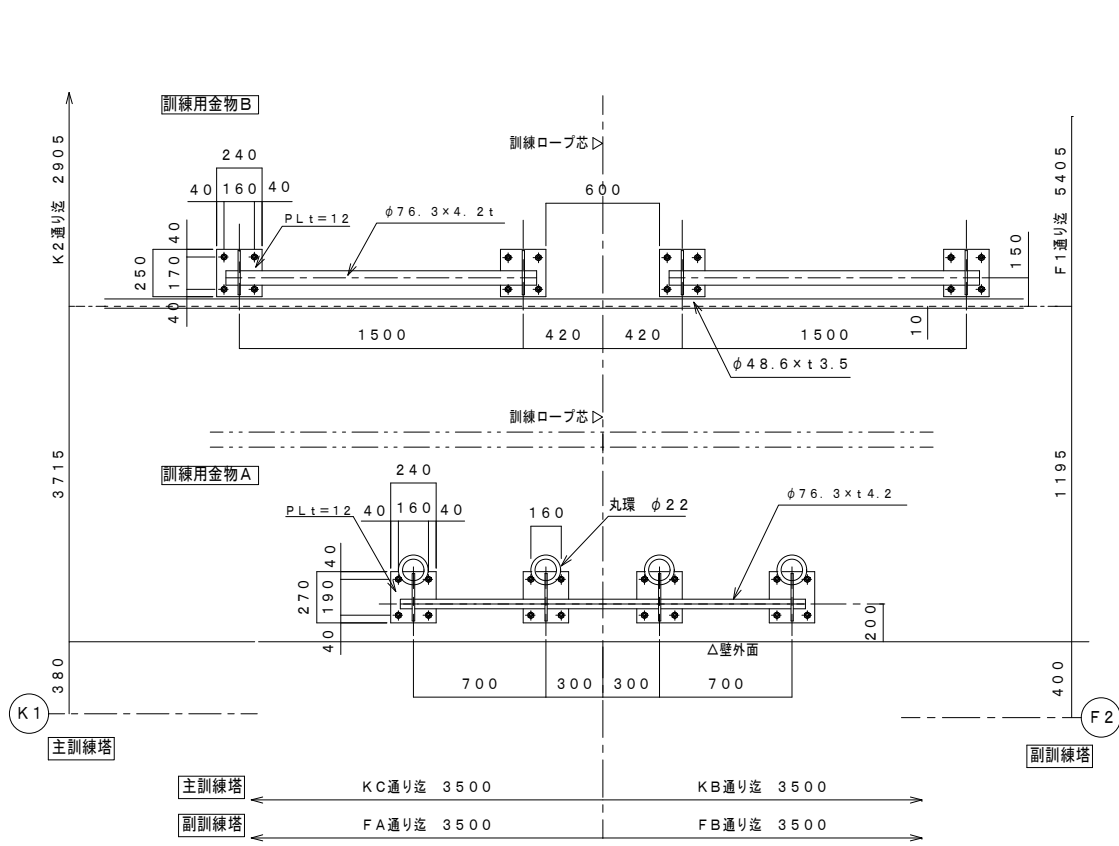 訓練用金物B
訓練ロープ芯▷
K2通り迄 2905
F1通り迄 5405
240
600
40 160 40
PLt=12
φ76.3×4.2t
40
170
250
40
150
10
1500
420
420
1500
φ48.6×t3.5
訓練ロープ芯▷
3715
1195
訓練用金物A
240
PLt=12
40 160 40
160
丸環 φ22
φ76.3×t4.2
40
190
270
40
200
△壁外面
380
400
700
300
300
700
K1
F2
主訓練塔
副訓練塔
主訓練塔
KC通り迄 3500
KB通り迄 3500
副訓練塔
FA通り迄 3500
FB通り迄 3500